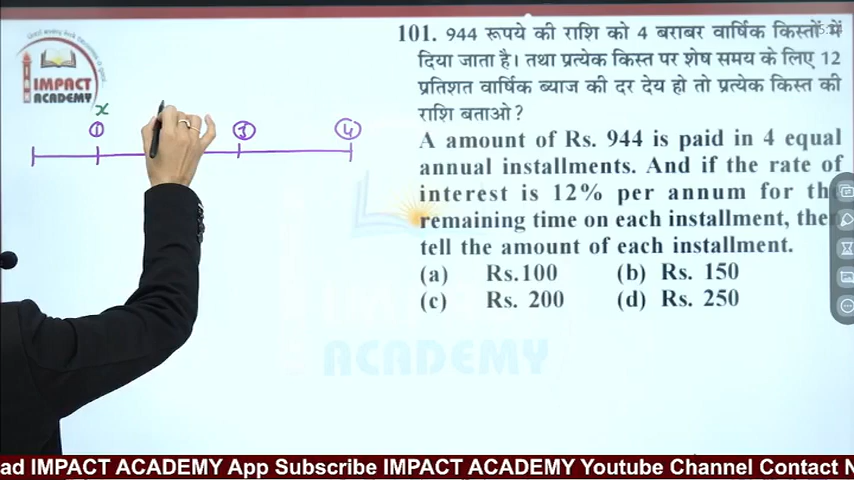 101. 944 रूपये की राशि को 4 बराबर वार्षिक किस्तों में
दिया जाता है। तथा प्रत्येक किस्त पर शेष समय के लिए 12
प्रतिशत वार्षिक ब्याज की दर देय हो तो प्रत्येक किस्त की
राशि बताओ?
A amount of Rs. 944 is paid in 4 equal
annual installments. And if the rate of
interest is 12% per annum for the
remaining time on each installment, then
tell the amount of each installment.
(a) Rs.100 (b) Rs. 150
(c) Rs. 200 (d) Rs. 250
IMPACT
ACADEMY
x
1 3 4
ACADEMY
ad IMPACT ACADEMY App Subscribe IMPACT ACADEMY Youtube Channel Contact N